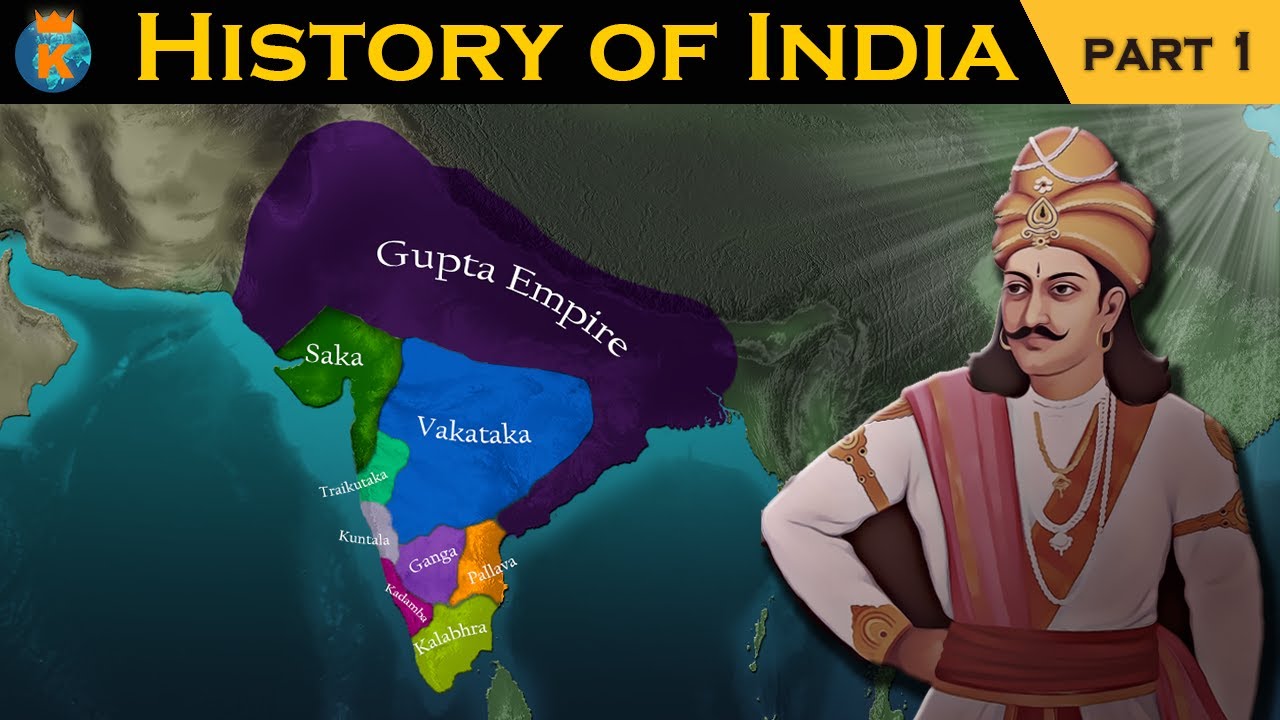 K
HISTORY OF INDIA
PART 1
Gupta Empire
Saka
Vakataka
Traikutaka
Kuntala
Ganga
Pallava
Kadamba
Kalabhra